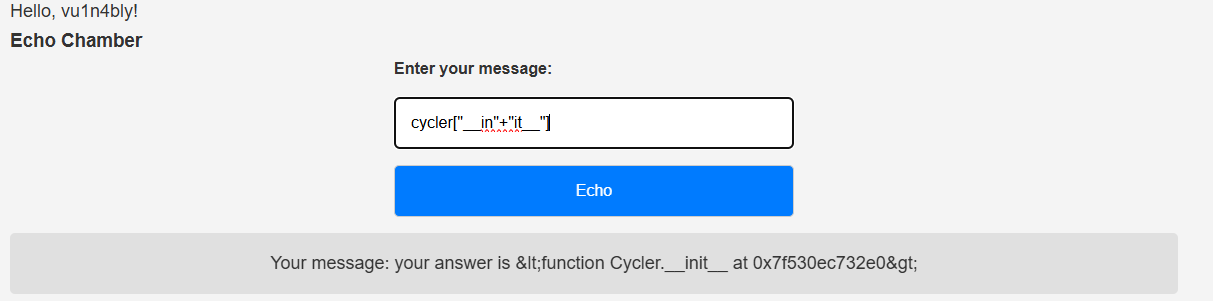 Hello, vu1n4bly!
Echo Chamber
Enter your message:
cycler["__in"+"it__"]
Echo
Your message: your answer is &lt;function Cycler.__init__ at 0x7f530ec732e0&gt;